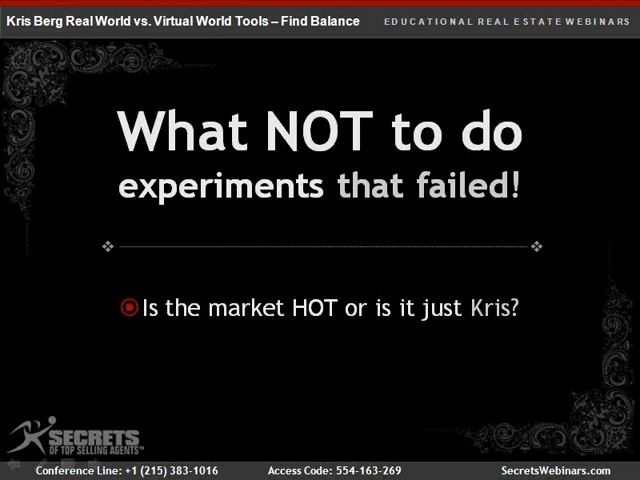 Kris Berg Real World vs. Virtual World Tools – Find Balance
EDUCATIONAL REAL ESTATE WEBINARS
What NOT to do
experiments that failed!
Is the market HOT or is it just Kris?
SECRETS
OF TOP SELLING AGENTS™
Conference Line: +1 (215) 383-1016 Access Code: 554-163-269 SecretsWebinars.com